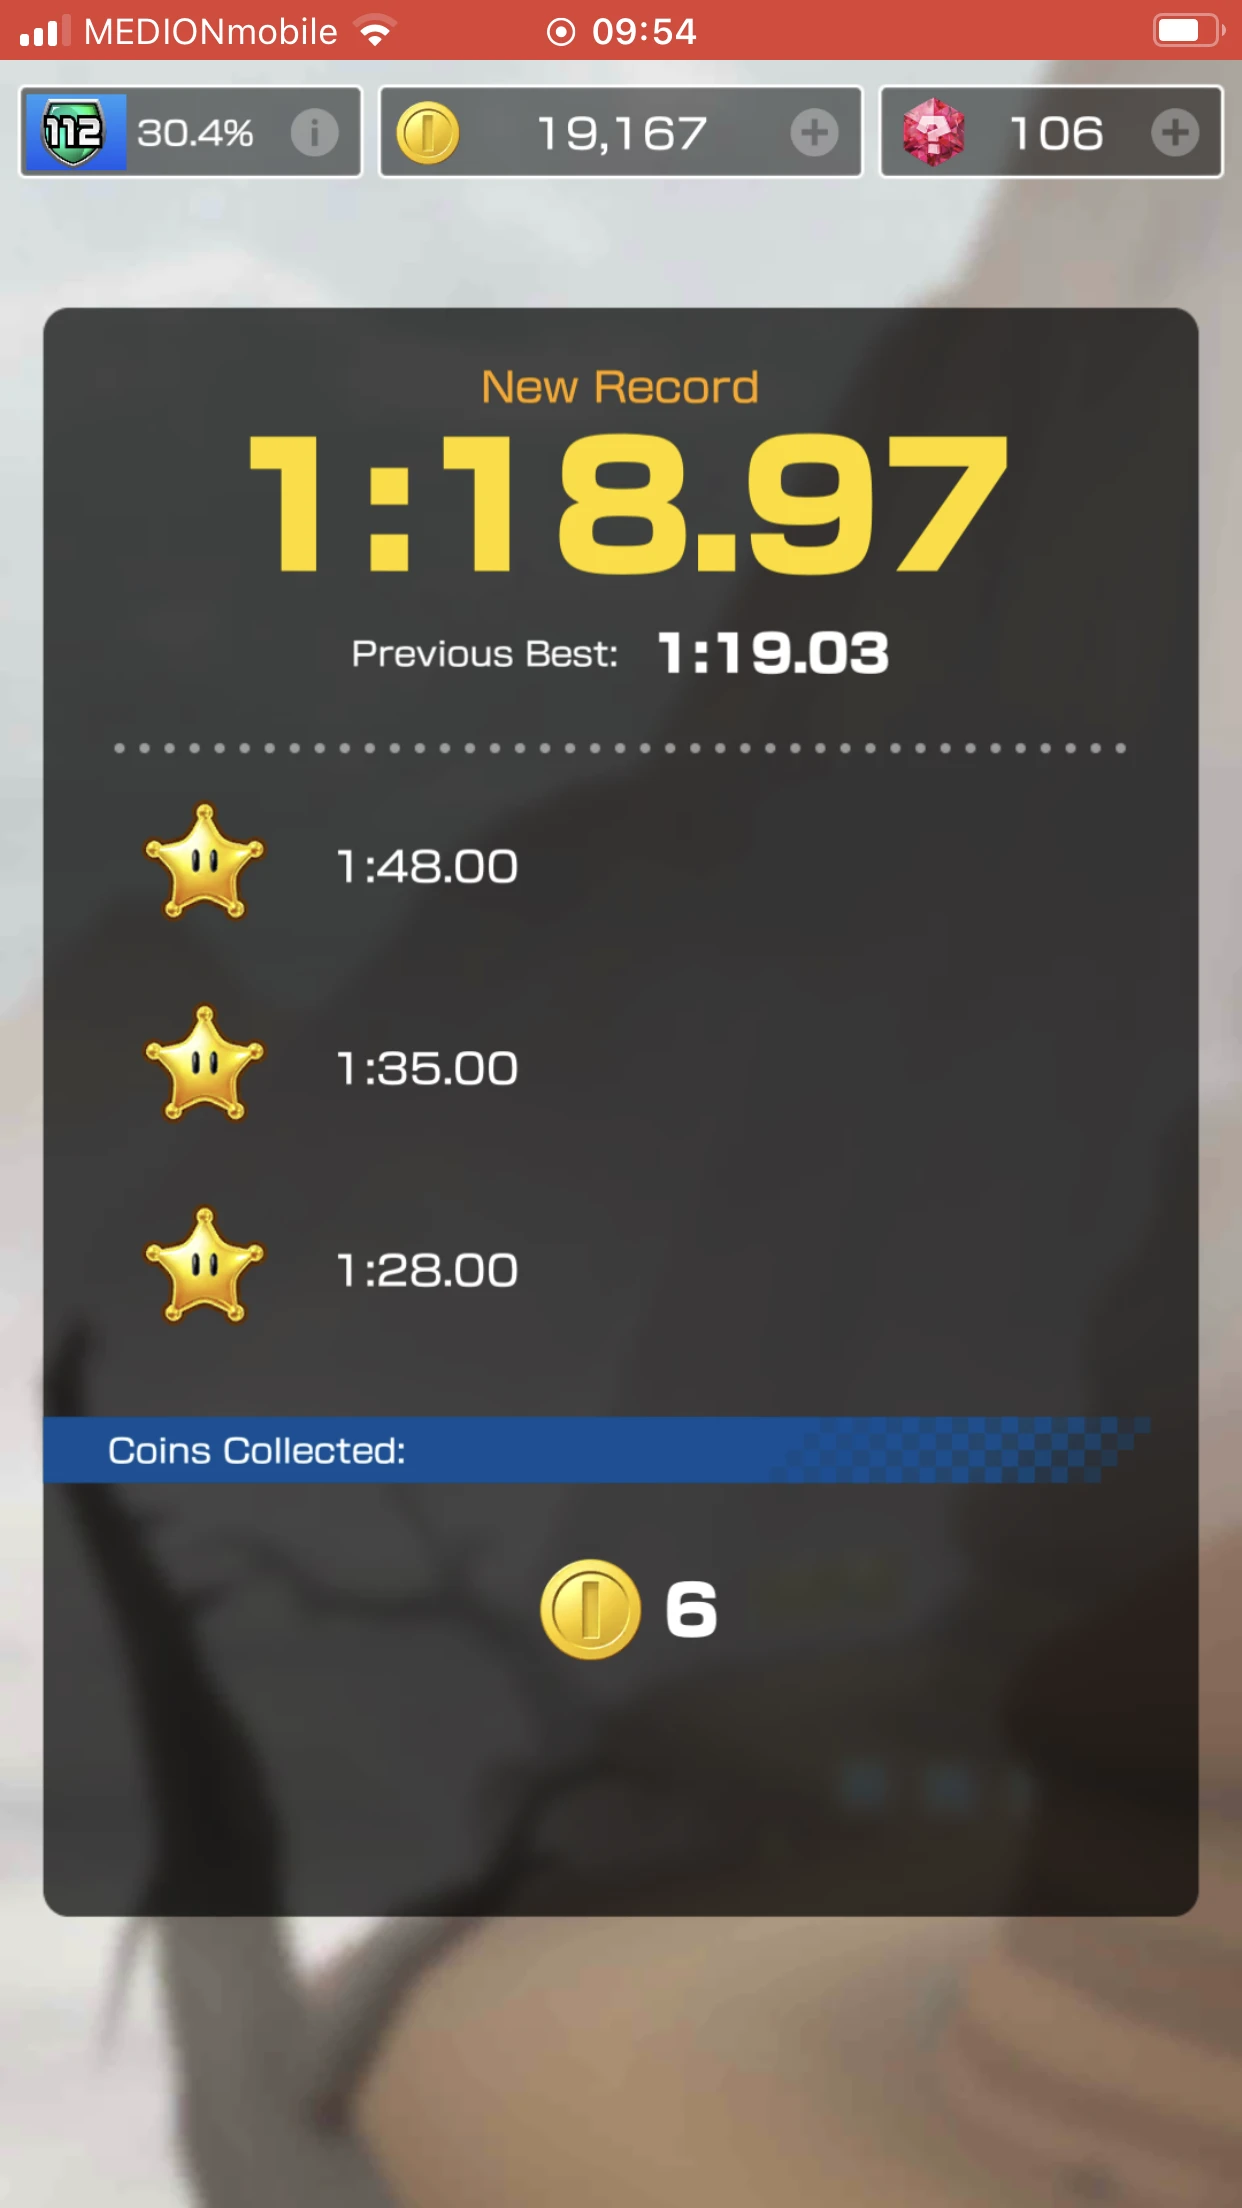 MEDIONmobile 09:54
112 30.4% i 19,167 + ? 106 +
New Record
1:18.97
Previous Best: 1:19.03
1:48.00
1:35.00
1:28.00
Coins Collected:
6